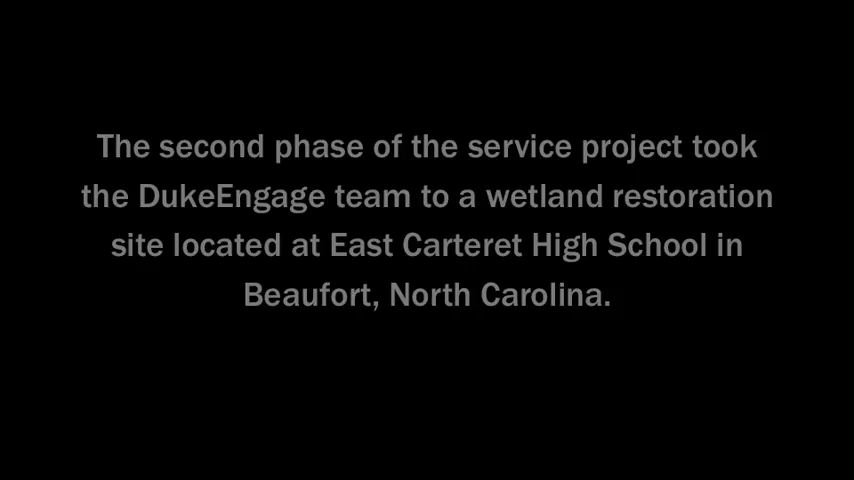 The second phase of the service project took
the DukeEngage team to a wetland restoration
site located at East Carteret High School in
Beaufort, North Carolina.